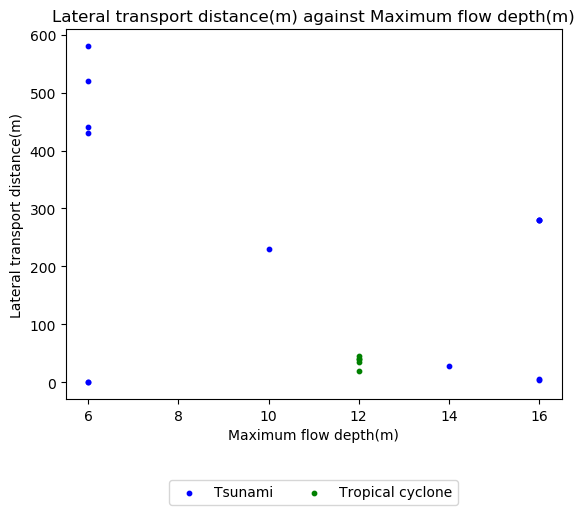 Lateral transport distance(m) against Maximum flow depth(m)
600
500
400
300
200
100
0
Lateral transport distance(m)
6 8 10 12 14 16
Maximum flow depth(m)
Tsunami Tropical cyclone